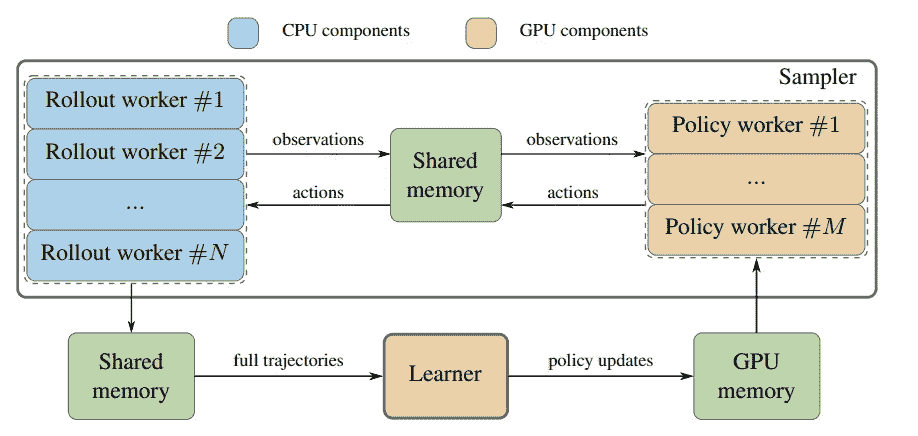 CPU components
GPU components
Sampler
Rollout worker #1
Rollout worker #2
...
Rollout worker #N
observations
actions
Shared
memory
observations
actions
Policy worker #1
...
Policy worker #M
Shared
memory
full trajectories
Learner
policy updates
GPU
memory